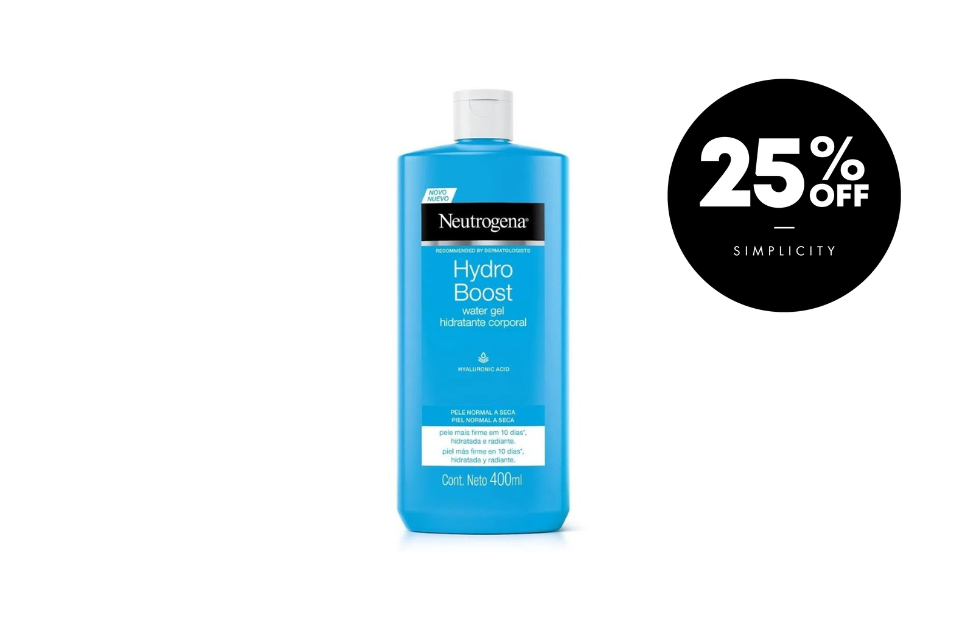 NOVO
NUEVO
Neutrogena®
RECOMMENDED BY DERMATOLOGISTS
Hydro
Boost
water gel
hidratante corporal
HYALURONIC ACID
PELE NORMAL A SECA
PIEL NORMAL A SECA
pele mais firme em 10 dias*,
hidratada e radiante.
piel más firme en 10 días*,
hidratada y radiante.
Cont. Neto 400ml
25%
OFF
SIMPLICITY